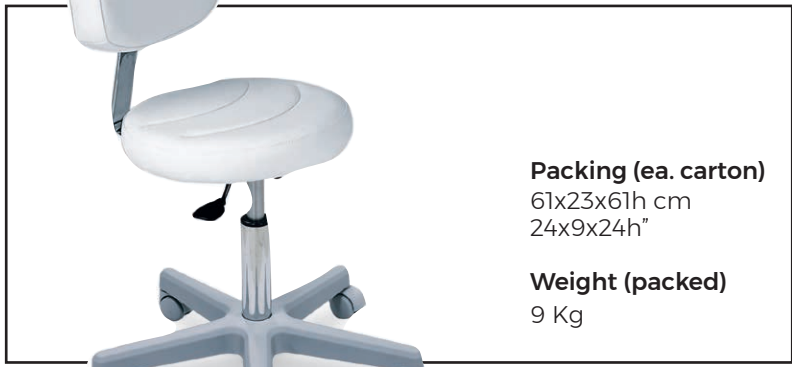 Packing (ea. carton)
61x23x61h cm
24x9x24h”
Weight (packed)
9 Kg